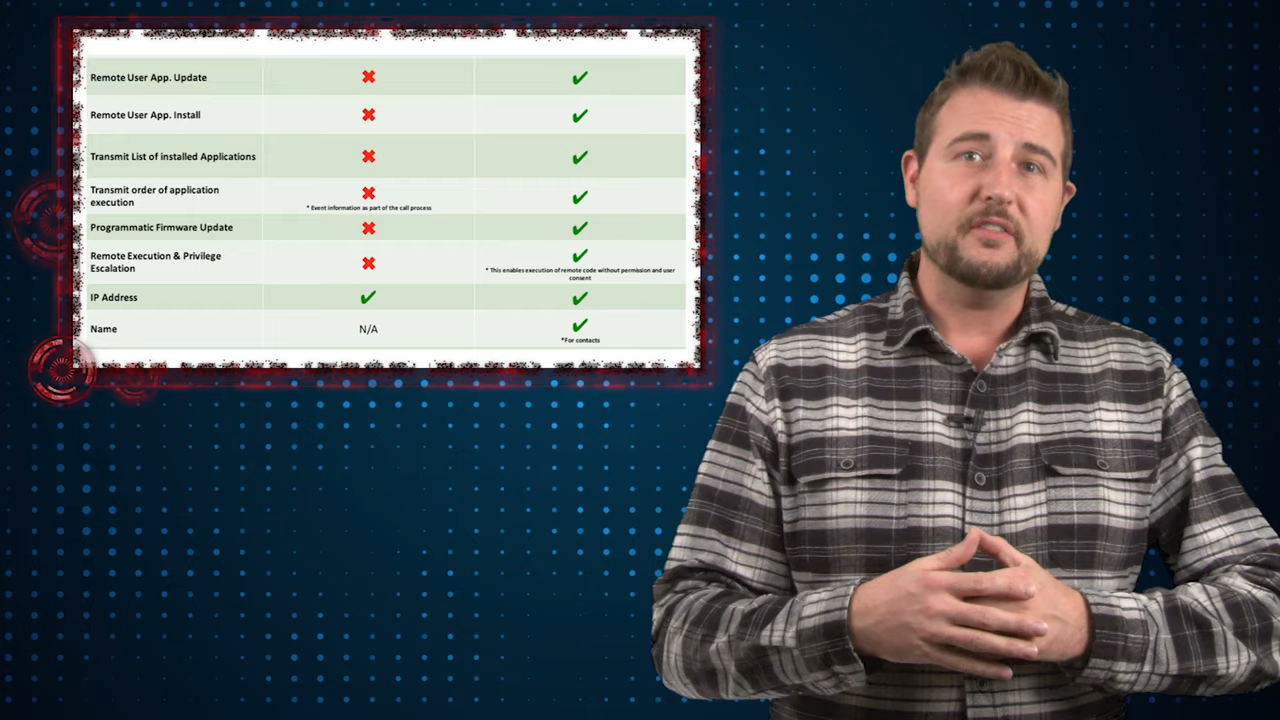 Remote User App. Update ✖ ✔
Remote User App. Install ✖ ✔
Transmit List of installed Applications ✖ ✔
Transmit order of application
execution ✖ ✔
* Event information as part of the call process
Programmatic Firmware Update ✖ ✔
Remote Execution & Privilege
Escalation ✖ ✔
* This enables execution of remote code without permission and user
consent
IP Address ✔ ✔
Name N/A ✔
*For contacts